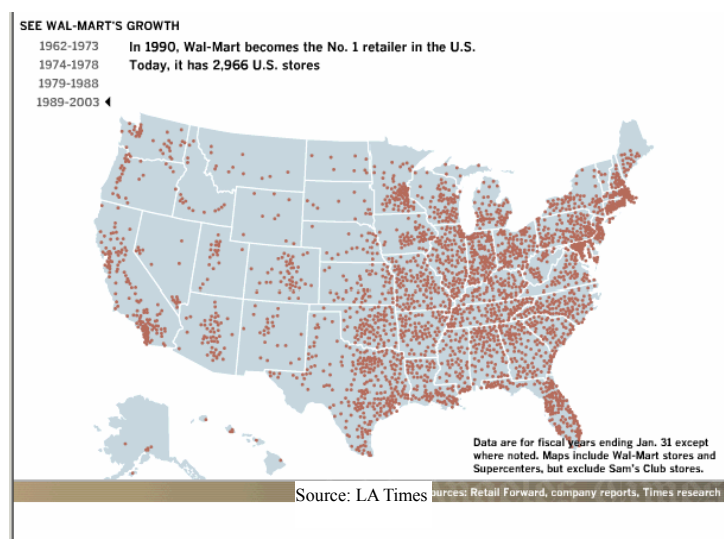 SEE WAL-MART'S GROWTH
1962-1973
1974-1978
1979-1988
1989-2003
In 1990, Wal-Mart becomes the No. 1 retailer in the U.S.
Today, it has 2,966 U.S. stores
Data are for fiscal years ending Jan. 31 except
where noted. Maps include Wal-Mart stores and
Supercenters, but exclude Sam's Club stores.
Source: LA Times
urces: Retail Forward, company reports, Times research